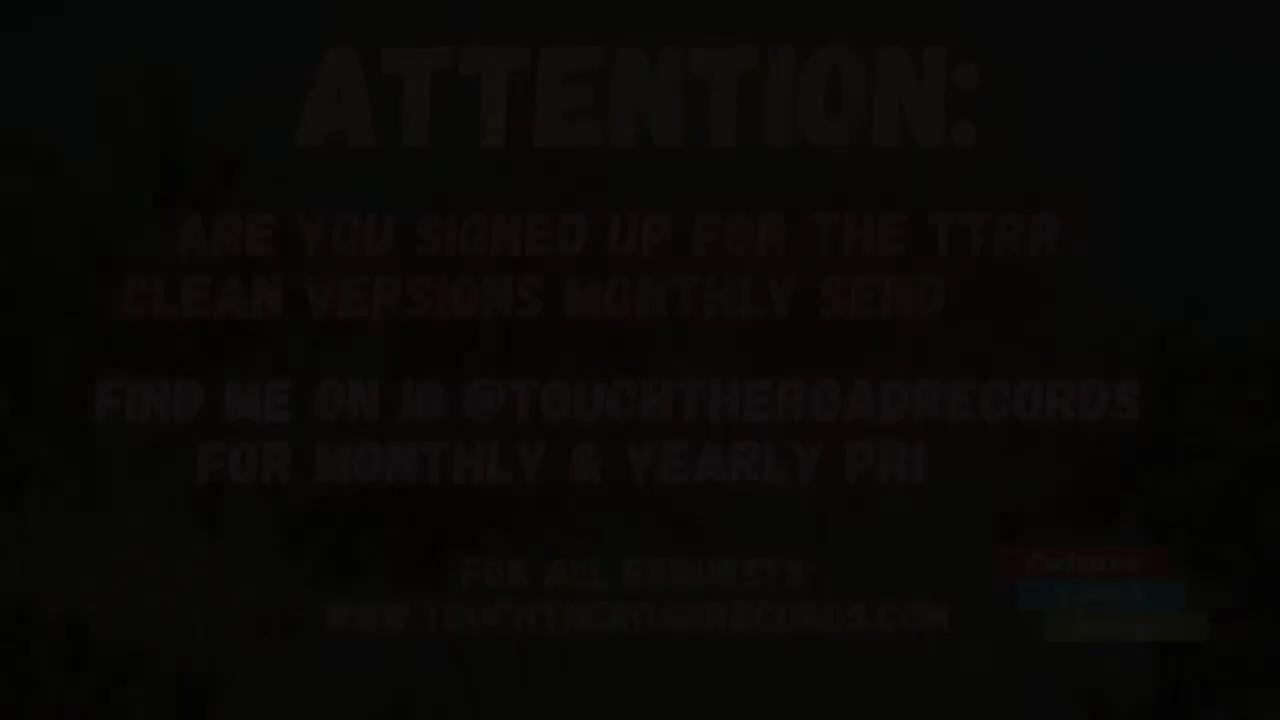 ATTENTION:
ARE YOU SIGNED UP FOR THE TTRR
CLEAN VERSIONS MONTHLY SEND
FIND ME ON IG @TOUCHTHEROADRECORDS
FOR MONTHLY & YEARLY PRI
FOR ALL REQUESTS
WWW.TOUCHTHEROADRECORDS.COM
Culture